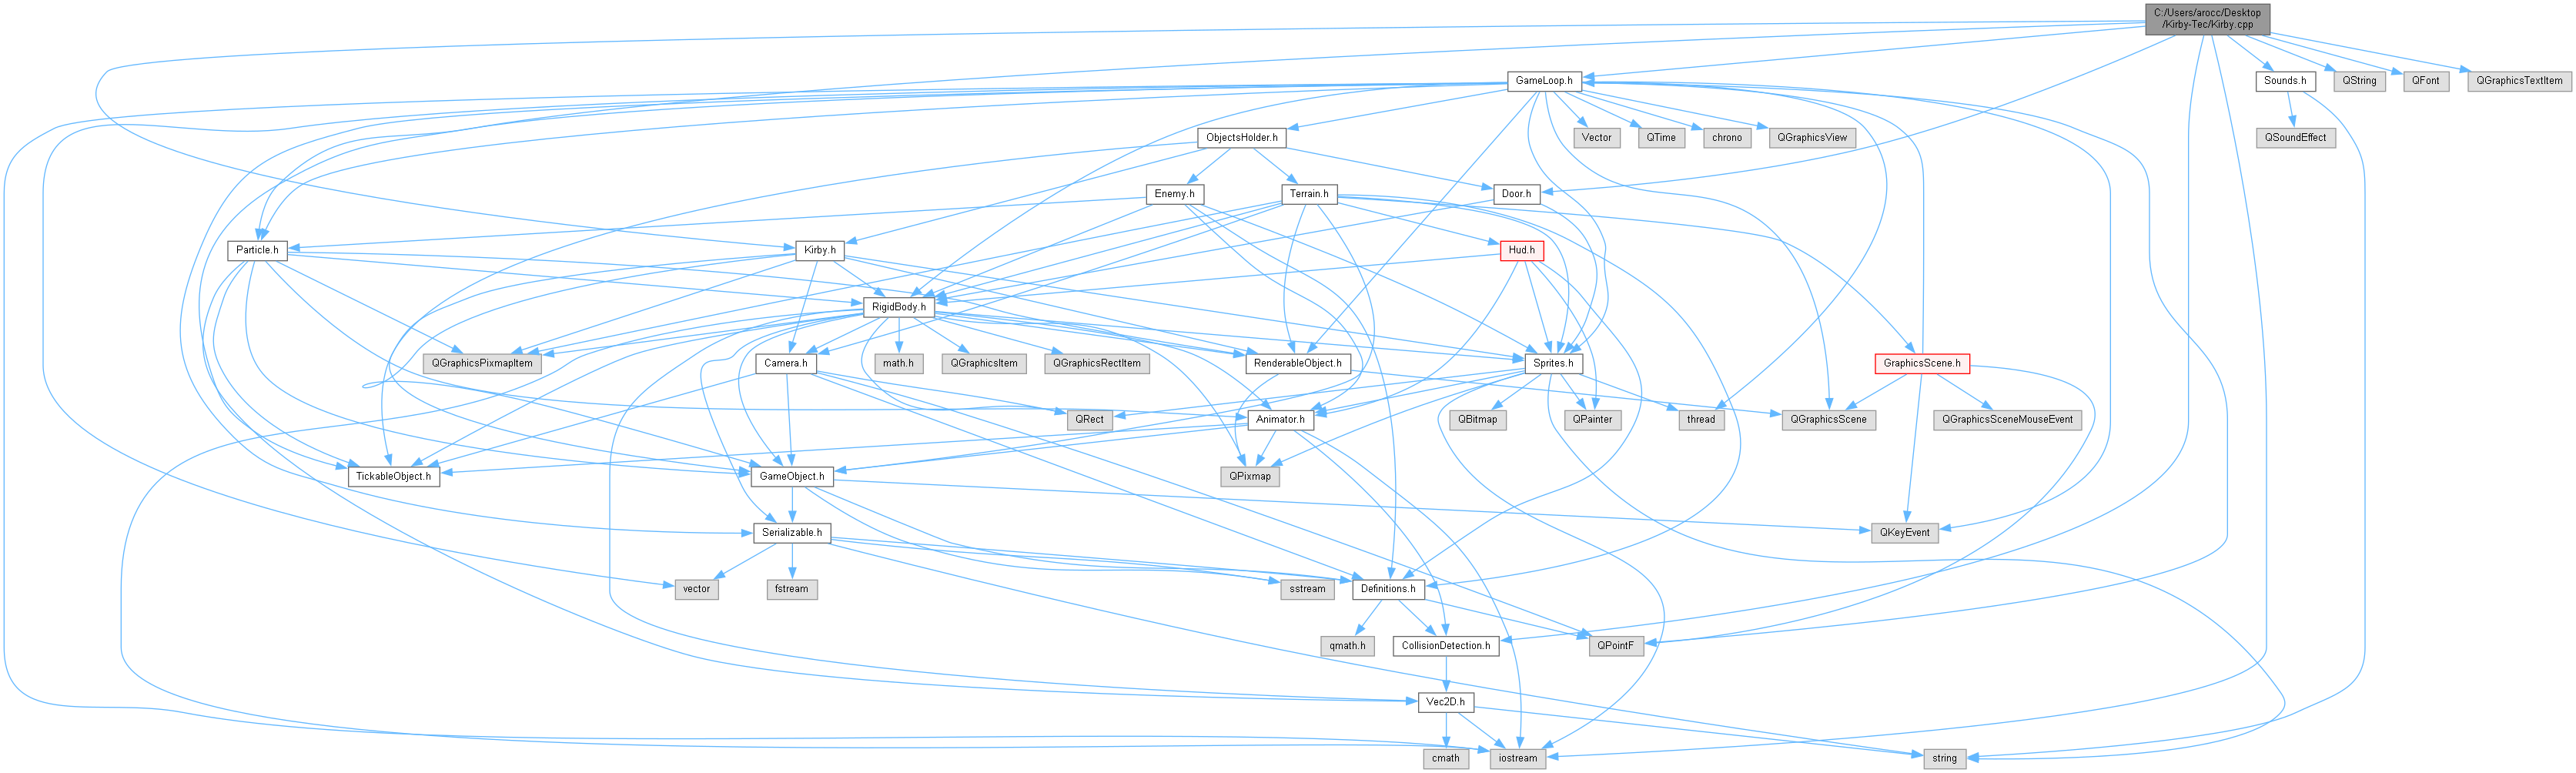 C:/Users/arocc/Desktop
/Kirby-Tec/Kirby.cpp
GameLoop.h
Sounds.h
QString
QFont
QGraphicsTextItem
ObjectsHolder.h
Vector
QTime
chrono
QGraphicsView
QSoundEffect
Enemy.h
Terrain.h
Door.h
Particle.h
Kirby.h
Hud.h
RigidBody.h
QGraphicsPixmapItem
Camera.h
math.h
QGraphicsItem
QGraphicsRectItem
RenderableObject.h
Sprites.h
GraphicsScene.h
QRect
Animator.h
QBitmap
QPainter
thread
QGraphicsScene
QGraphicsSceneMouseEvent
TickableObject.h
GameObject.h
QPixmap
Serializable.h
QKeyEvent
vector
fstream
sstream
Definitions.h
qmath.h
CollisionDetection.h
QPointF
Vec2D.h
cmath
iostream
string